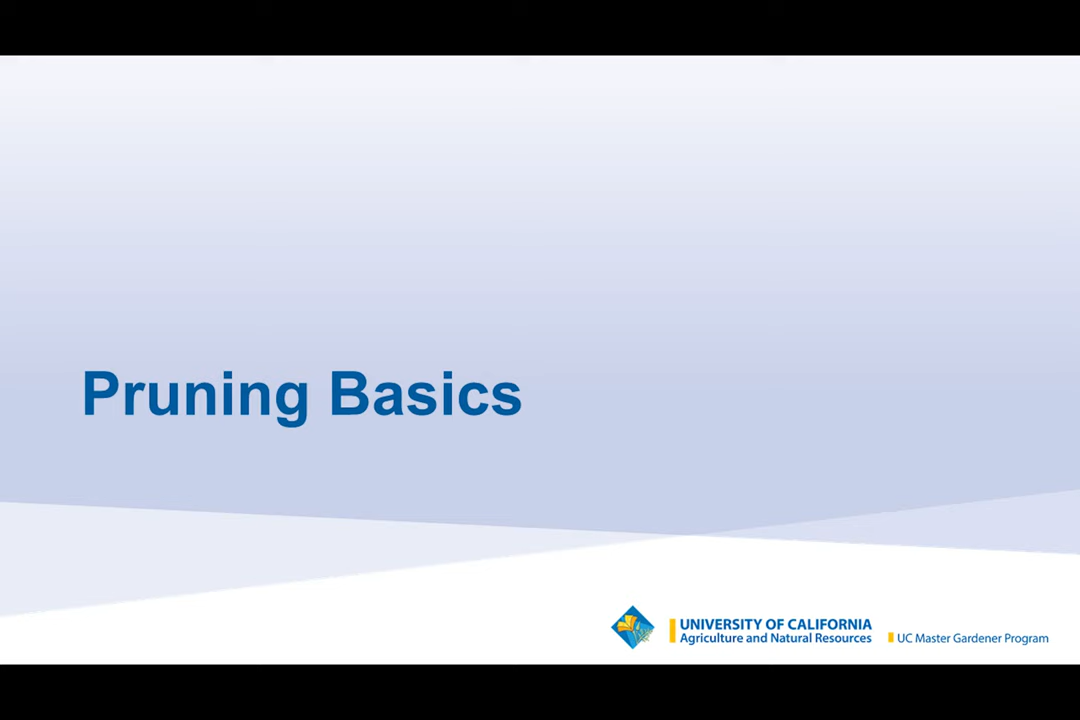 Pruning Basics
UNIVERSITY OF CALIFORNIA
Agriculture and Natural Resources
UC Master Gardener Program